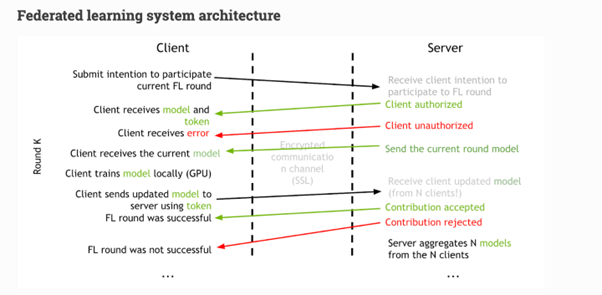 Federated learning system architecture
Client
Server
Submit intention to participate
current FL round
Receive client intention to
participate to FL round
Client authorized
Client receives model and
token
Client unauthorized
Client receives error
Round K
Encrypted
communicatio
n channel
(SSL)
Send the current round model
Client receives the current model
Client trains model locally (GPU)
Client sends updated model to
server using token
Receive client updated model
(from N clients!)
Contribution accepted
FL round was successful
Contribution rejected
FL round was not successful
Server aggregates N models
from the N clients
...
...